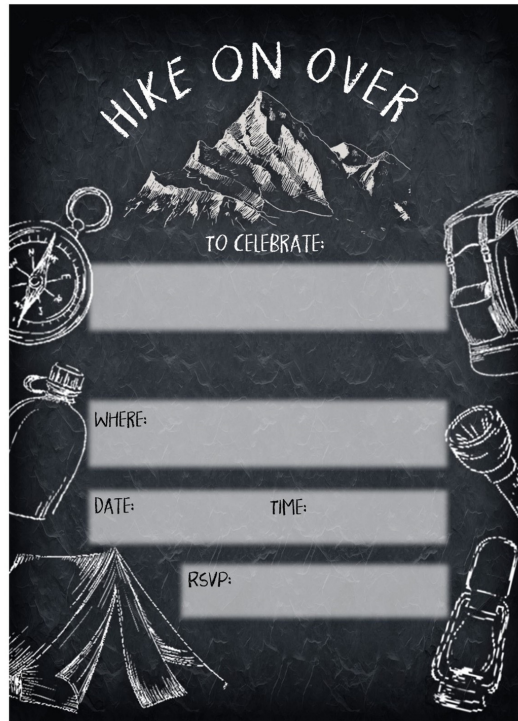 HIKE ON OVER
TO CELEBRATE:
WHERE:
DATE: TIME:
RSVP: